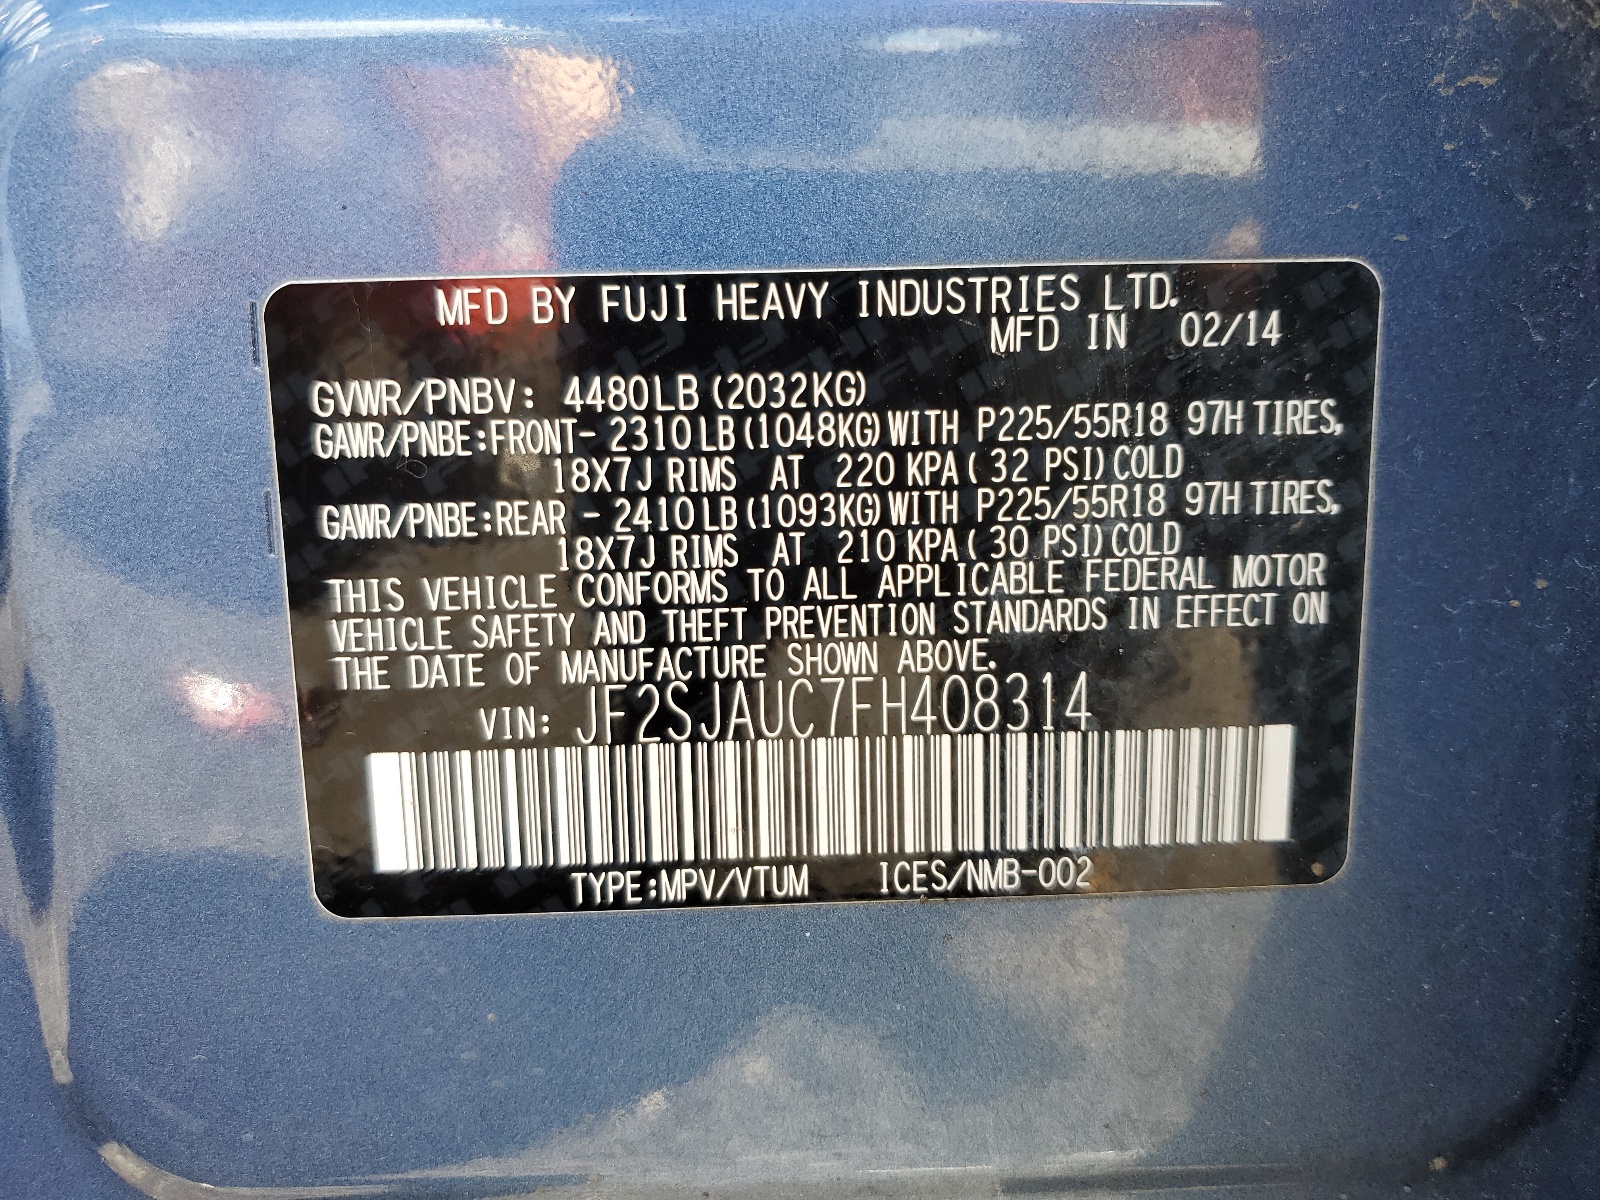 MFD BY FUJI HEAVY INDUSTRIES LTD.
MFD IN 02/14
GVWR/PNBV: 4480LB (2032KG)
GAWR/PNBE:FRONT- 2310LB(1048KG)WITH P225/55R18 97H TIRES,
18X7J RIMS AT 220 KPA( 32 PSI)COLD
GAWR/PNBE:REAR - 2410LB(1093KG)WITH P225/55R18 97H TIRES,
18X7J RIMS AT 210 KPA( 30 PSI)COLD
THIS VEHICLE CONFORMS TO ALL APPLICABLE FEDERAL MOTOR
VEHICLE SAFETY AND THEFT PREVENTION STANDARDS IN EFFECT ON
THE DATE OF MANUFACTURE SHOWN ABOVE.
VIN: JF2SJAUC7FH408314
TYPE:MPV/VTUM ICES/NMB-002